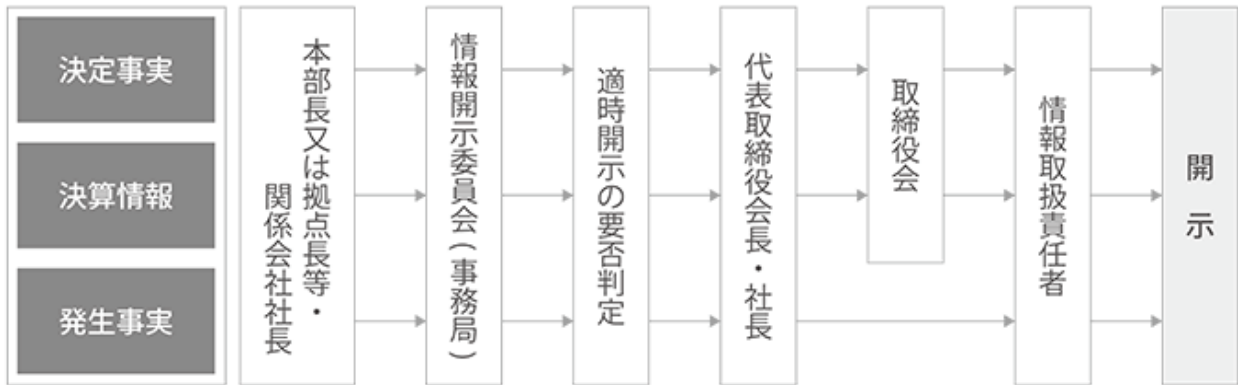 決定事実
決算情報
発生事実
本部長又は拠点長等・
関係会社社長
情報開示委員会(事務局)
適時開示の要否判定
代表取締役会長・社長
取締役会
情報取扱責任者
開示